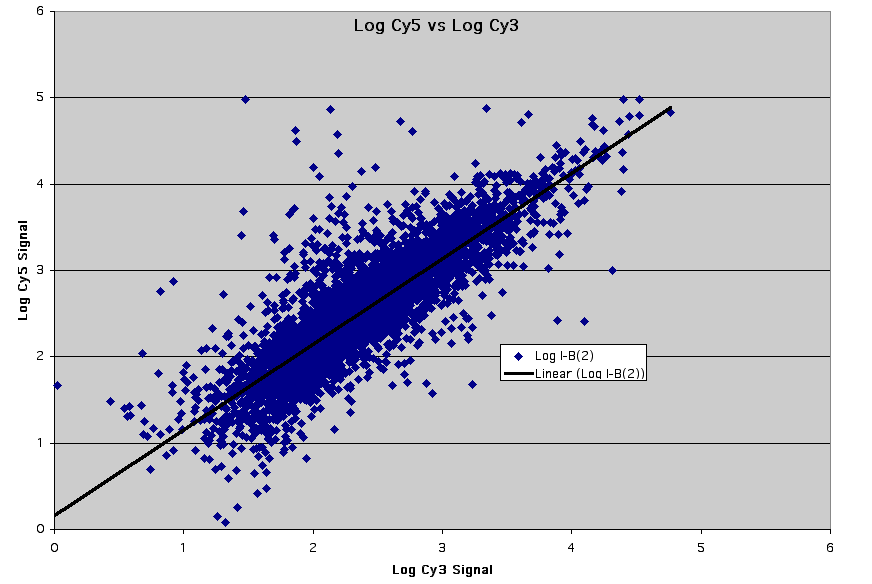 Log Cy5 vs Log Cy3
6
5
4
3
2
1
0
Log Cy5 Signal
Log I-B(2)
Linear (Log I-B(2))
0 1 2 3 4 5 6
Log Cy3 Signal